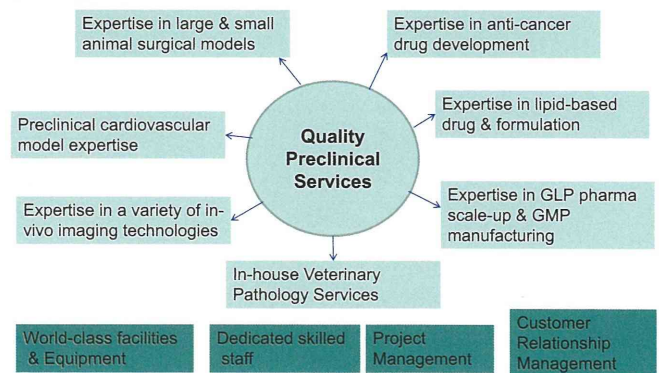 Expertise in large & small
animal surgical models
Expertise in anti-cancer
drug development
Preclinical cardiovascular
model expertise
Quality
Preclinical
Services
Expertise in lipid-based
drug & formulation
Expertise in a variety of in-
vivo imaging technologies
Expertise in GLP pharma
scale-up & GMP
manufacturing
In-house Veterinary
Pathology Services
World-class facilities
& Equipment
Dedicated skilled
staff
Project
Management
Customer
Relationship
Management